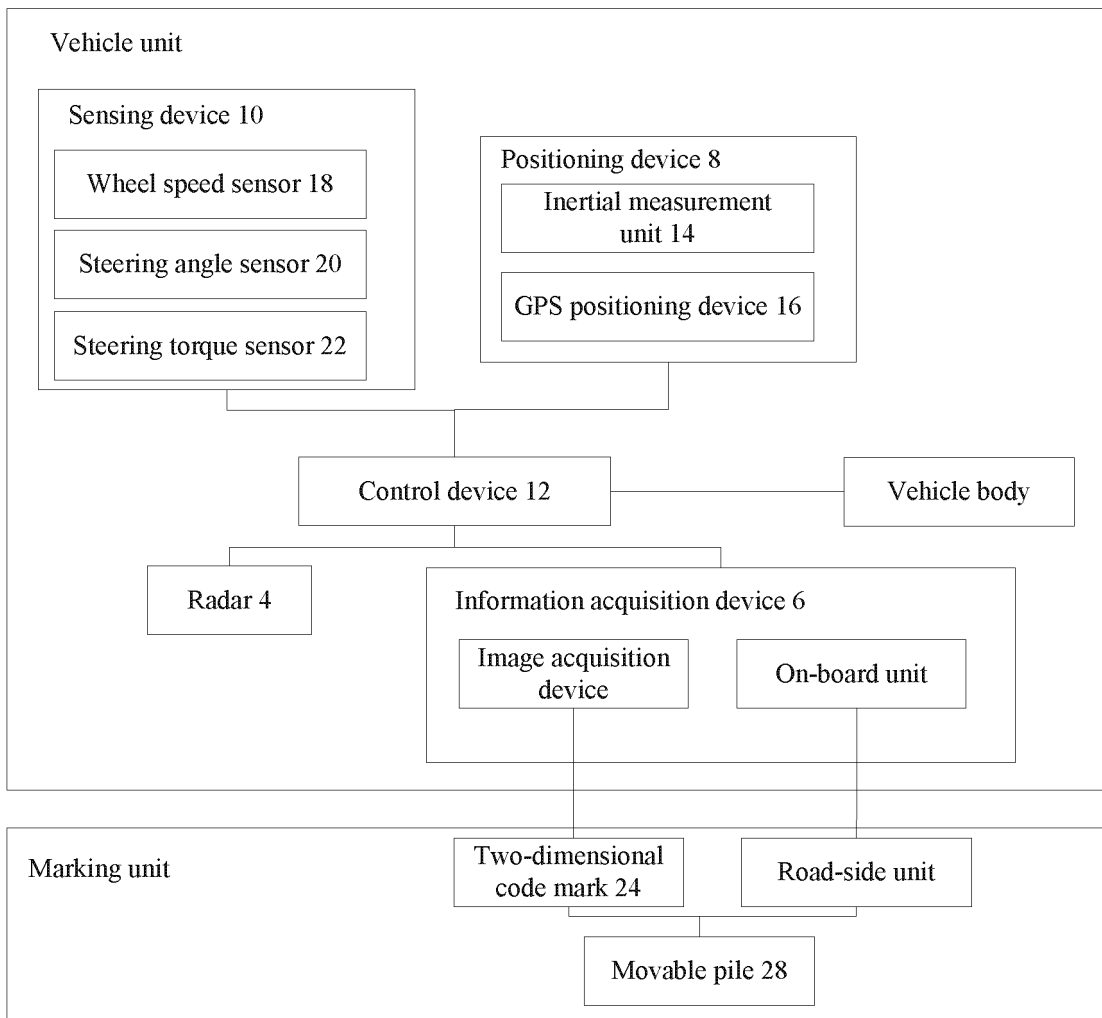 Vehicle unit
Sensing device 10
Wheel speed sensor 18
Steering angle sensor 20
Steering torque sensor 22
Positioning device 8
Inertial measurement
unit 14
GPS positioning device 16
Control device 12
Vehicle body
Radar 4
Information acquisition device 6
Image acquisition
device
On-board unit
Marking unit
Two-dimensional
code mark 24
Road-side unit
Movable pile 28